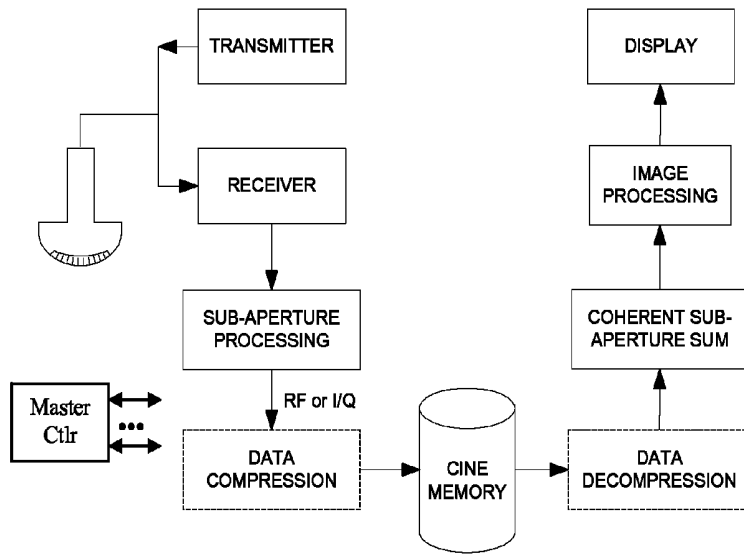 TRANSMITTER
DISPLAY
RECEIVER
IMAGE
PROCESSING
SUB-APERTURE
PROCESSING
COHERENT SUB-
APERTURE SUM
RF or I/Q
Master
Ctlr
DATA
COMPRESSION
CINE
MEMORY
DATA
DECOMPRESSION